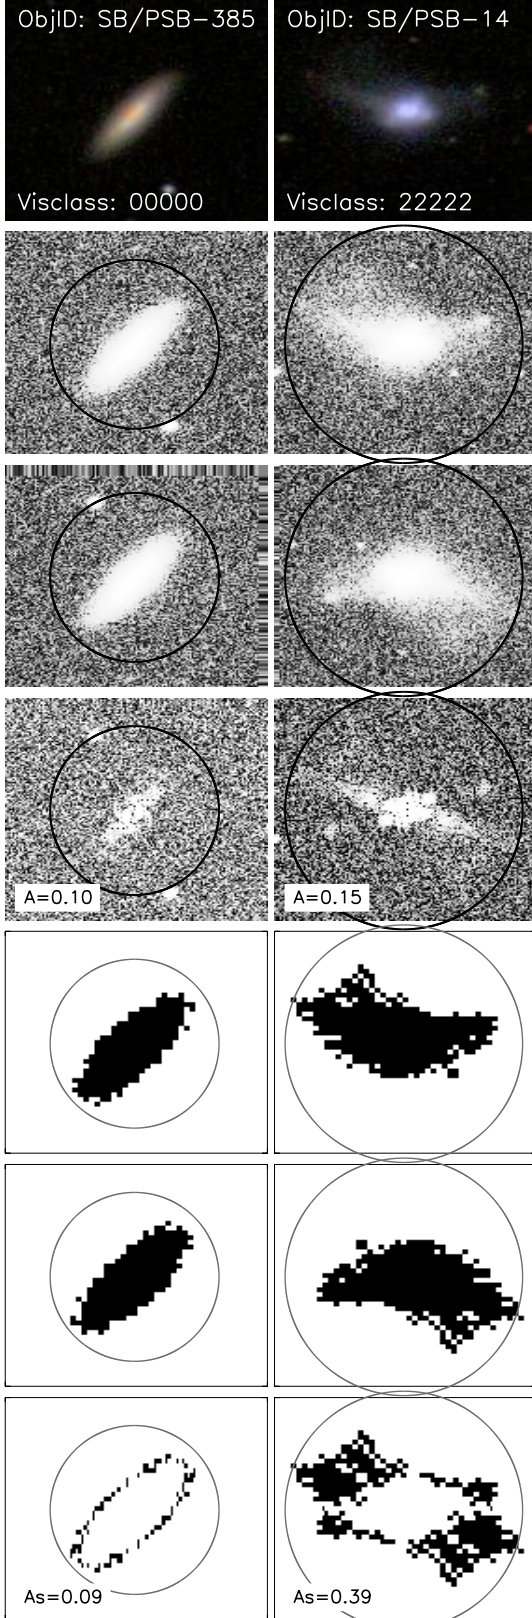 ObjID: SB/PSB-385
ObjID: SB/PSB-14
Visclass: 00000
Visclass: 22222
A=0.10
A=0.15
As=0.09
As=0.39